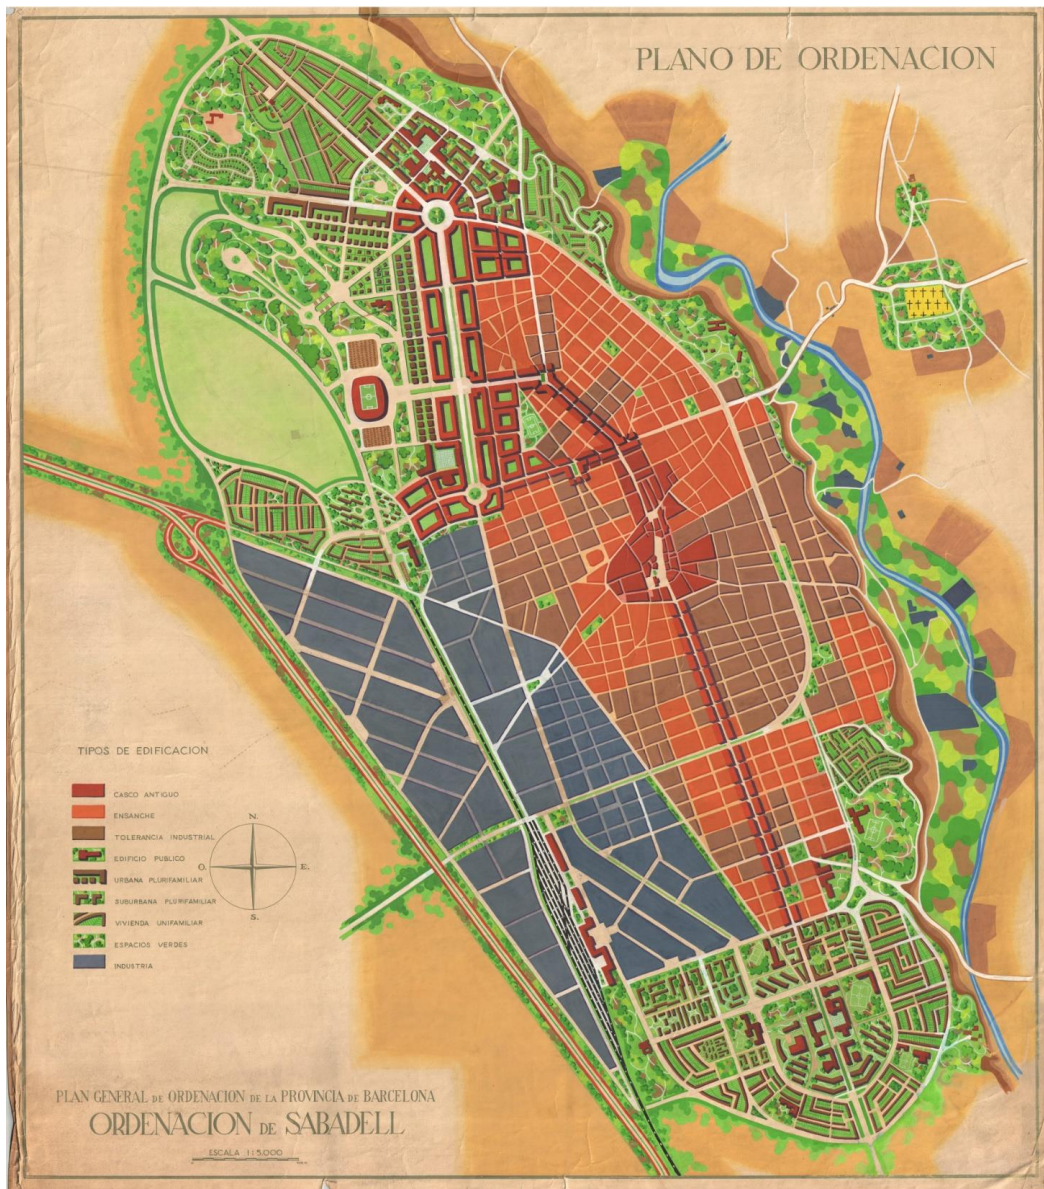 PLANO DE ORDENACION
TIPOS DE EDIFICACION
CASCO ANTIGUO
ENSANCHE
TOLERANCIA INDUSTRIAL
EDIFICIO PUBLICO
URBANA PLURIFAMILIAR
SUBURBANA PLURIFAMILIAR
VIVIENDA UNIFAMILIAR
ESPACIOS VERDES
INDUSTRIA
N.
O.
E.
S.
PLAN GENERAL DE ORDENACION DE LA PROVINCIA DE BARCELONA
ORDENACION DE SABADELL
ESCALA 1:5.000